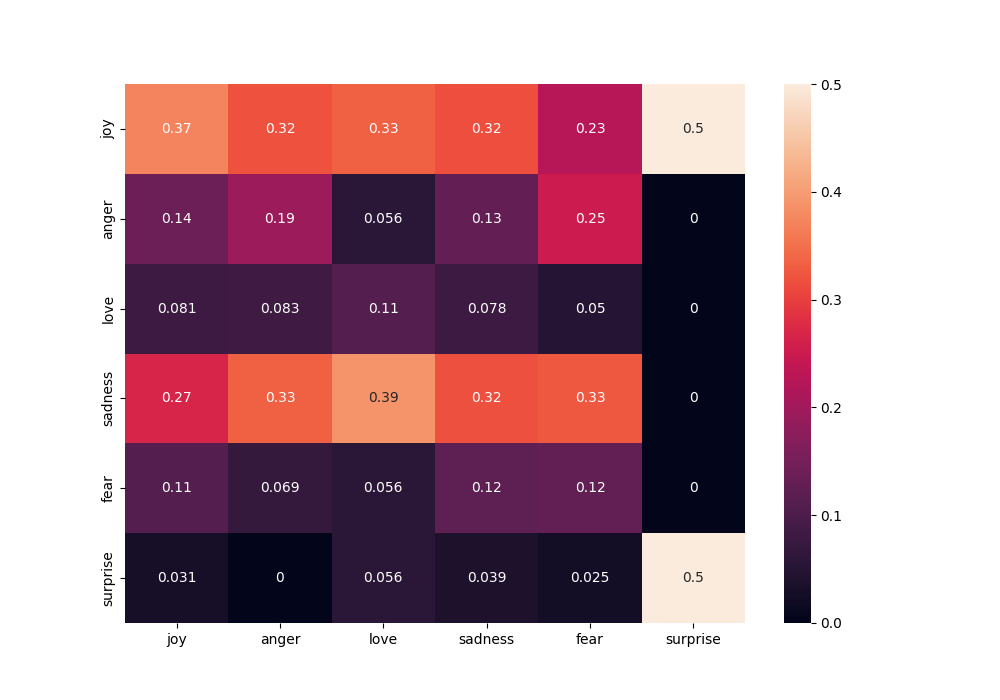 joy 0.37 0.32 0.33 0.32 0.23 0.5
anger 0.14 0.19 0.056 0.13 0.25 0
love 0.081 0.083 0.11 0.078 0.05 0
sadness 0.27 0.33 0.39 0.32 0.33 0
fear 0.11 0.069 0.056 0.12 0.12 0
surprise 0.031 0 0.056 0.039 0.025 0.5
joy anger love sadness fear surprise
0.5
0.4
0.3
0.2
0.1
0.0